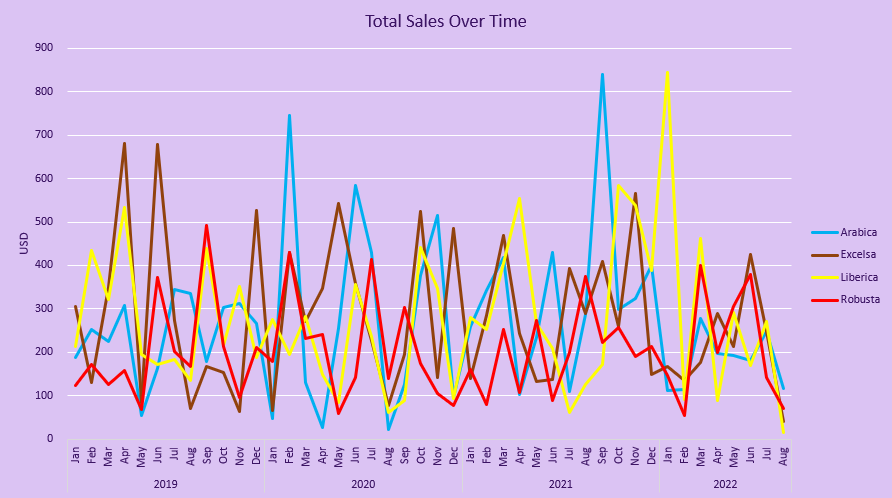 Total Sales Over Time
900
800
700
600
500
400
300
200
100
0
USD
Jan Feb Mar Apr May Jun Jul Aug Sep Oct Nov Dec Jan Feb Mar Apr May Jun Jul Aug Sep Oct Nov Dec Jan Feb Mar Apr May Jun Jul Aug Sep Oct Nov Dec Jan Feb Mar Apr May Jun Jul Aug
2019 2020 2021 2022
Arabica
Excelsa
Liberica
Robusta